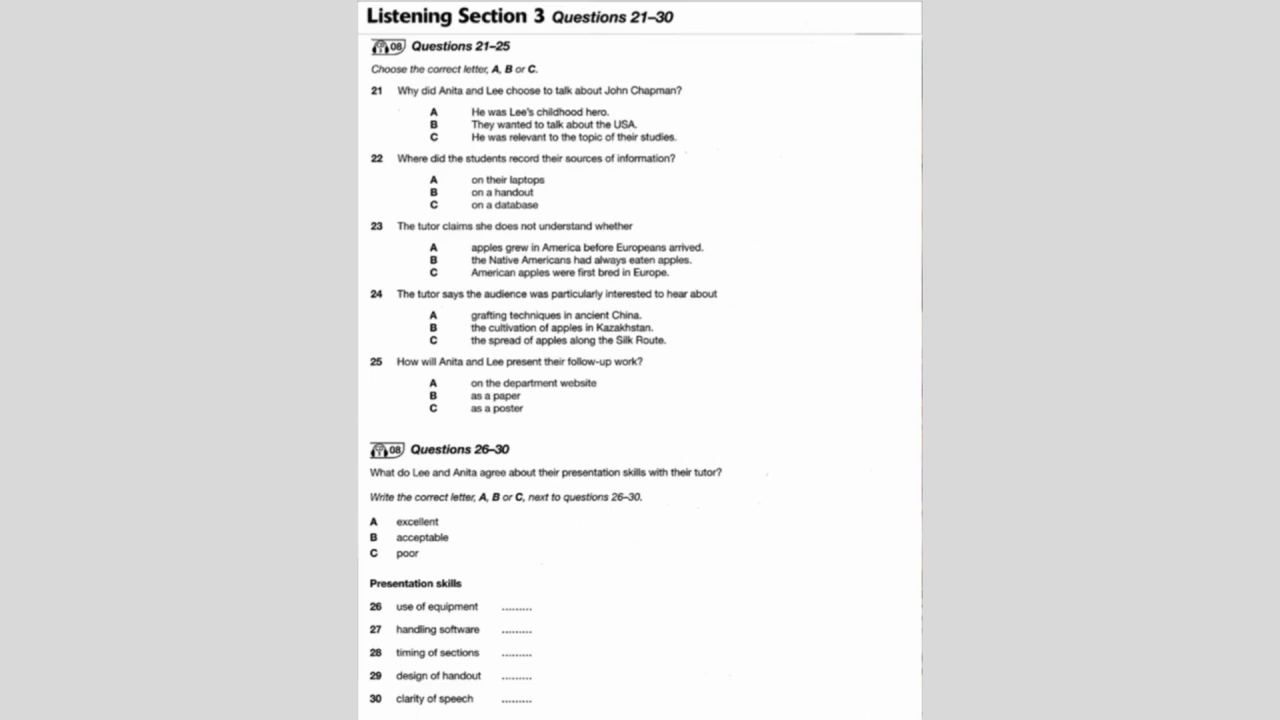 Listening Section 3 Questions 21–30
08 Questions 21–25
Choose the correct letter, A, B or C.
21 Why did Anita and Lee choose to talk about John Chapman?
A He was Lee's childhood hero.
B They wanted to talk about the USA.
C He was relevant to the topic of their studies.
22 Where did the students record their sources of information?
A on their laptops
B on a handout
C on a database
23 The tutor claims she does not understand whether
A apples grew in America before Europeans arrived.
B the Native Americans had always eaten apples.
C American apples were first bred in Europe.
24 The tutor says the audience was particularly interested to hear about
A grafting techniques in ancient China.
B the cultivation of apples in Kazakhstan.
C the spread of apples along the Silk Route.
25 How will Anita and Lee present their follow-up work?
A on the department website
B as a paper
C as a poster
08 Questions 26–30
What do Lee and Anita agree about their presentation skills with their tutor?
Write the correct letter, A, B or C, next to questions 26–30.
A excellent
B acceptable
C poor
Presentation skills
26 use of equipment .........
27 handling software .........
28 timing of sections .........
29 design of handout .........
30 clarity of speech .........